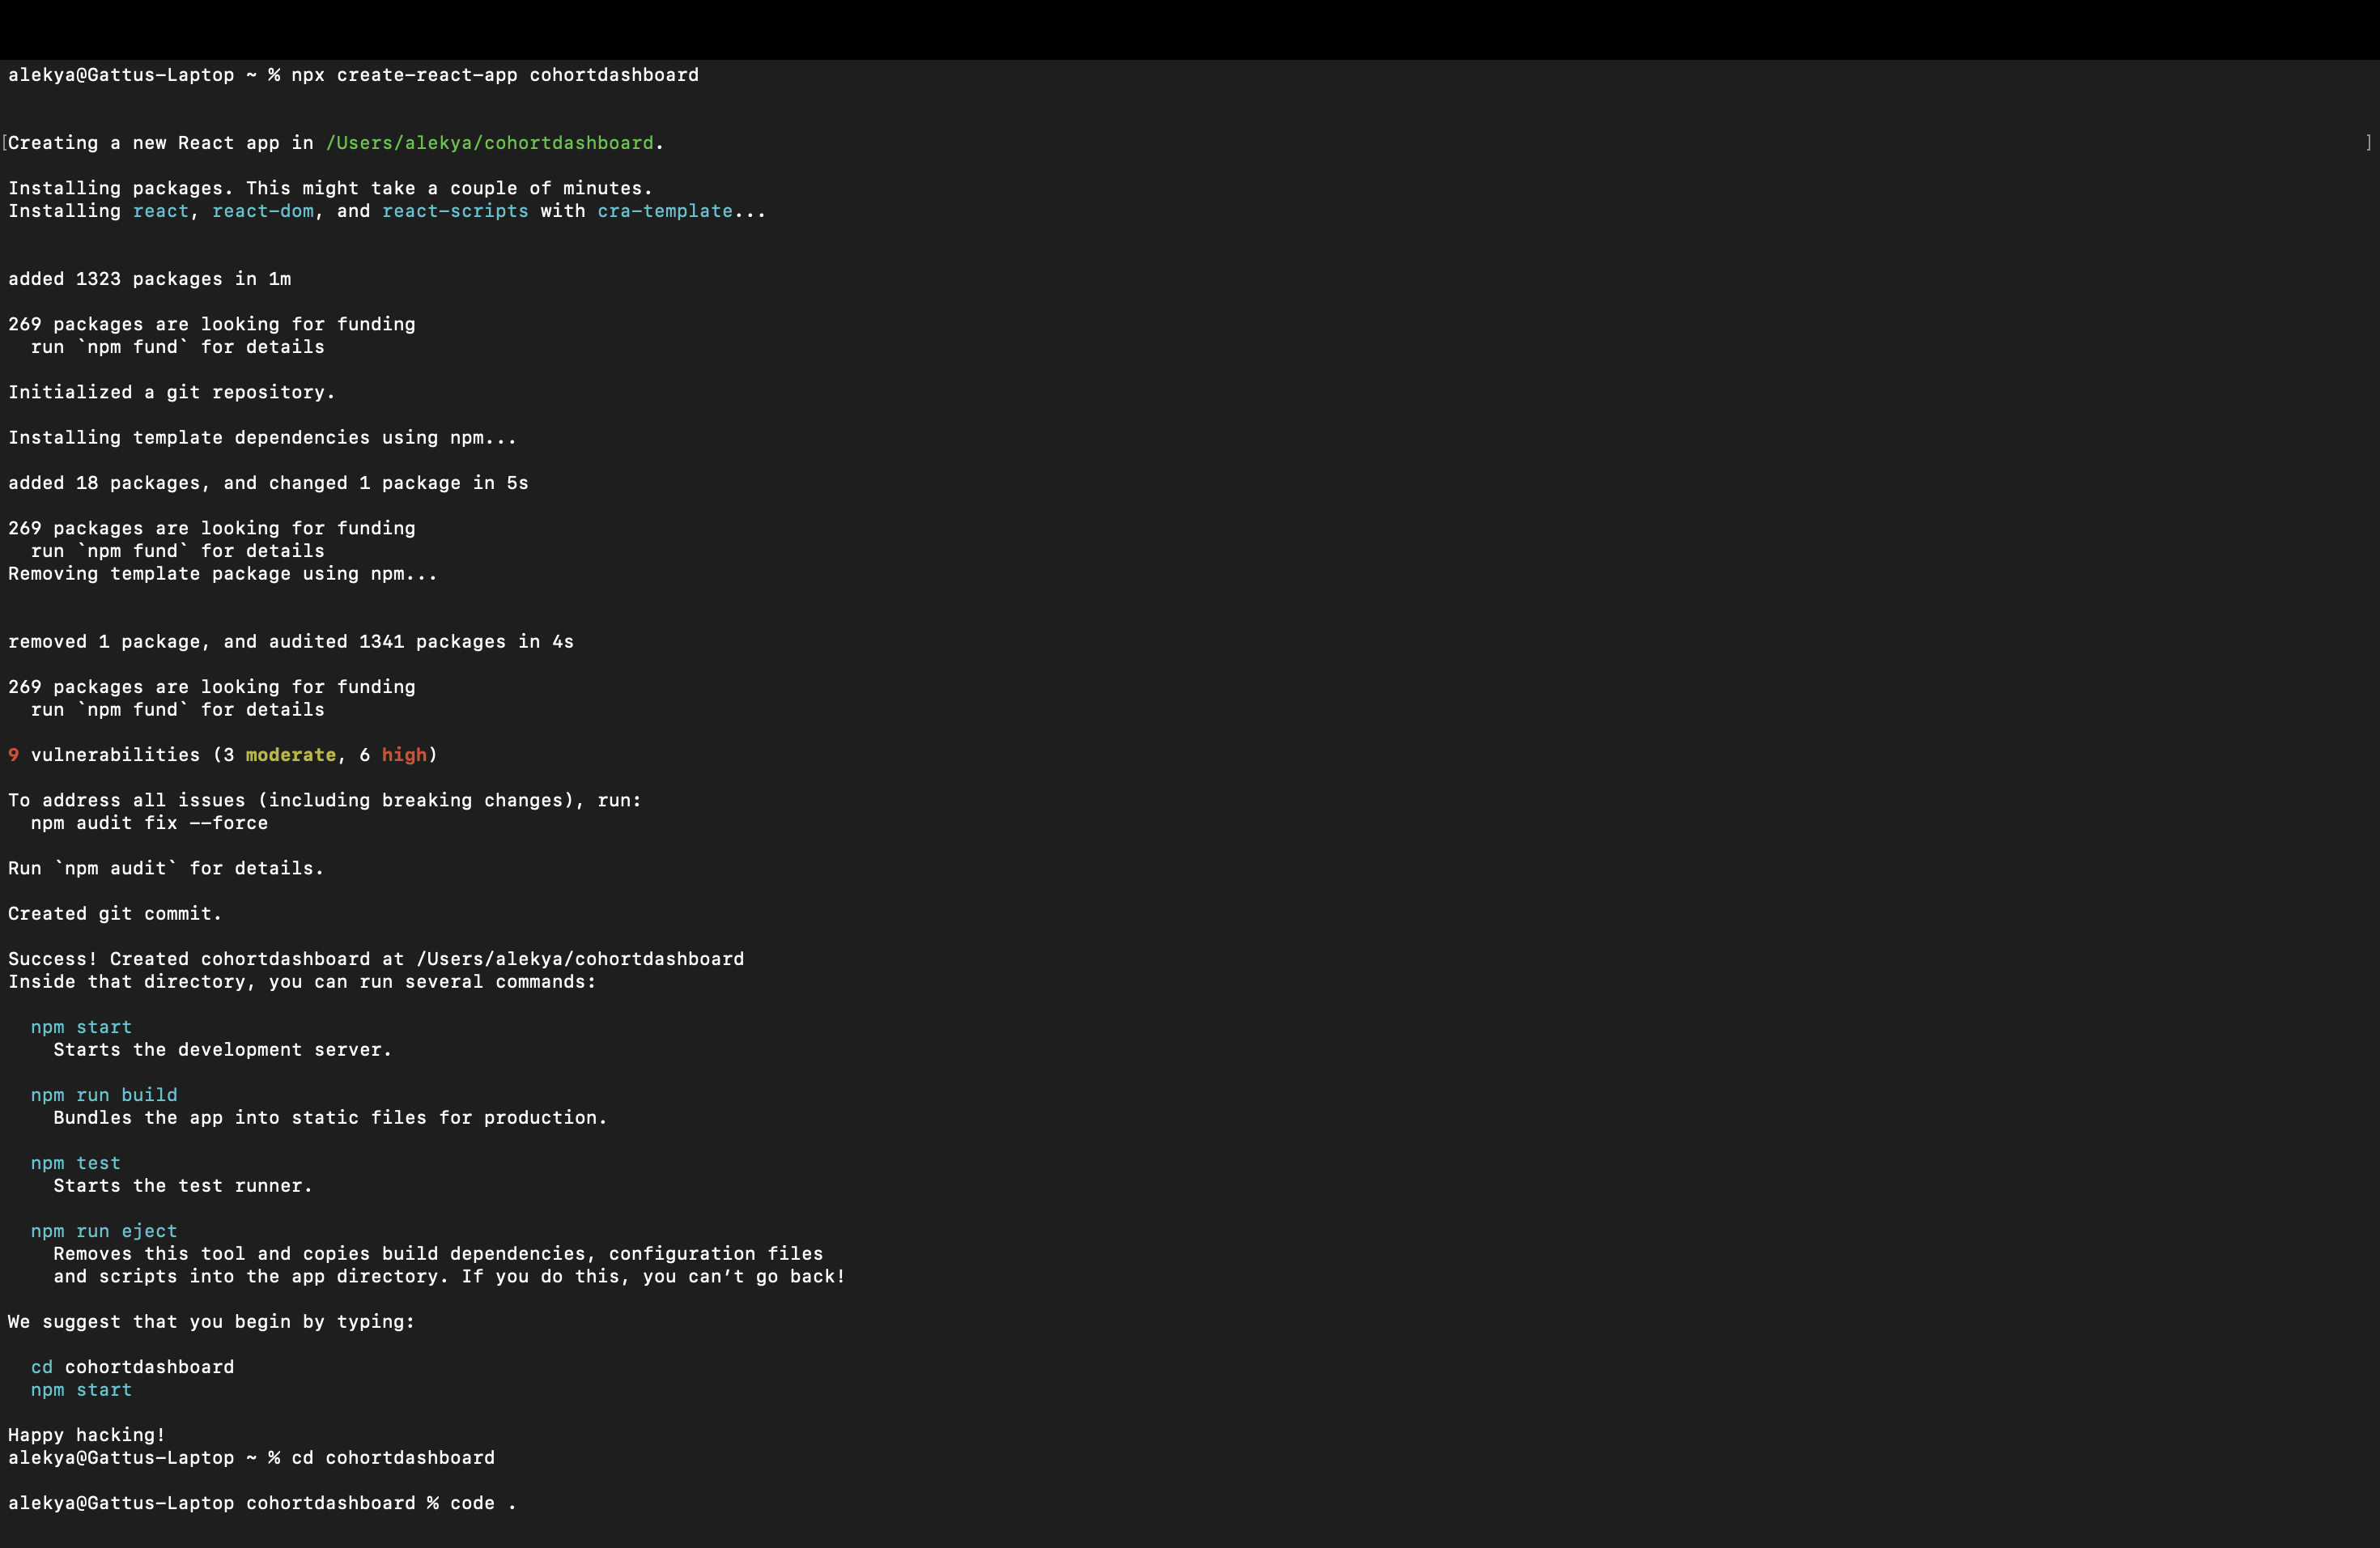 alekya@Gattus-Laptop ~ % npx create-react-app cohortdashboard
[Creating a new React app in /Users/alekya/cohortdashboard. ]
Installing packages. This might take a couple of minutes.
Installing react, react-dom, and react-scripts with cra-template...
added 1323 packages in 1m
269 packages are looking for funding
  run `npm fund` for details
Initialized a git repository.
Installing template dependencies using npm...
added 18 packages, and changed 1 package in 5s
269 packages are looking for funding
  run `npm fund` for details
Removing template package using npm...
removed 1 package, and audited 1341 packages in 4s
269 packages are looking for funding
  run `npm fund` for details
9 vulnerabilities (3 moderate, 6 high)
To address all issues (including breaking changes), run:
  npm audit fix --force
Run `npm audit` for details.
Created git commit.
Success! Created cohortdashboard at /Users/alekya/cohortdashboard
Inside that directory, you can run several commands:
  npm start
    Starts the development server.
  npm run build
    Bundles the app into static files for production.
  npm test
    Starts the test runner.
  npm run eject
    Removes this tool and copies build dependencies, configuration files
    and scripts into the app directory. If you do this, you can’t go back!
We suggest that you begin by typing:
  cd cohortdashboard
  npm start
Happy hacking!
alekya@Gattus-Laptop ~ % cd cohortdashboard
alekya@Gattus-Laptop cohortdashboard % code .